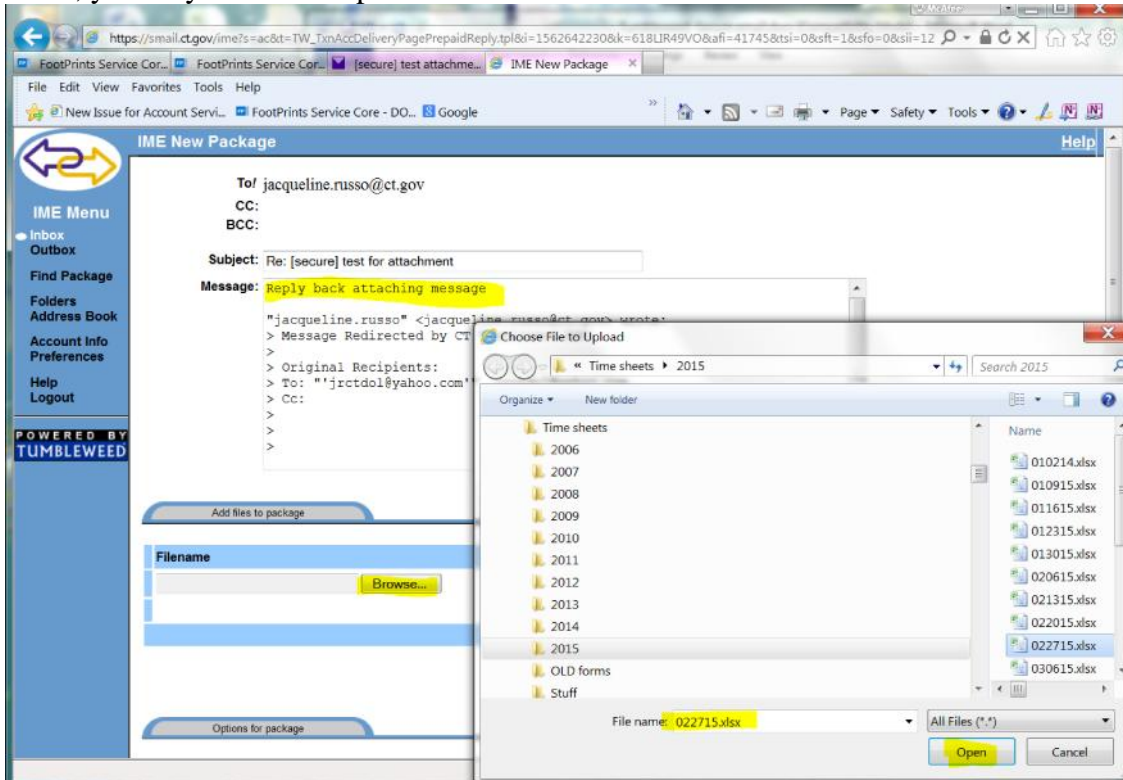 McAfee
https://smail.ct.gov/ime?s=ac&t=TW_TxnAccDeliveryPagePrepaidReply.tpl&i=1562642230&k=618LIR49VO&afi=41745&tsi=0&sft=1&sfo=0&sii=12
FootPrints Service Cor... FootPrints Service Cor... [secure] test attachme... IME New Package
File Edit View Favorites Tools Help
New Issue for Account Servi... FootPrints Service Core - DO... Google Page Safety Tools
IME New Package Help
To! jacqueline.russo@ct.gov
CC:
BCC:
Subject: Re: [secure] test for attachment
Message: Reply back attaching message
"jacqueline.russo" <jacqueline.russo@ct.gov> wrote:
> Message Redirected by CT
>
> Original Recipients:
> To: "'jrctdol@yahoo.com'"
> Cc:
>
>
>
IME Menu
Inbox
Outbox
Find Package
Folders
Address Book
Account Info
Preferences
Help
Logout
POWERED BY
TUMBLEWEED
Add files to package
Filename
Browse...
Options for package
Choose File to Upload
« Time sheets 2015 Search 2015
Organize New folder
Time sheets
2006
2007
2008
2009
2010
2011
2012
2013
2014
2015
OLD forms
Stuff
Name
010214.xlsx
010915.xlsx
011615.xlsx
012315.xlsx
013015.xlsx
020615.xlsx
021315.xlsx
022015.xlsx
022715.xlsx
030615.xlsx
File name: 022715.xlsx All Files (*.*)
Open Cancel